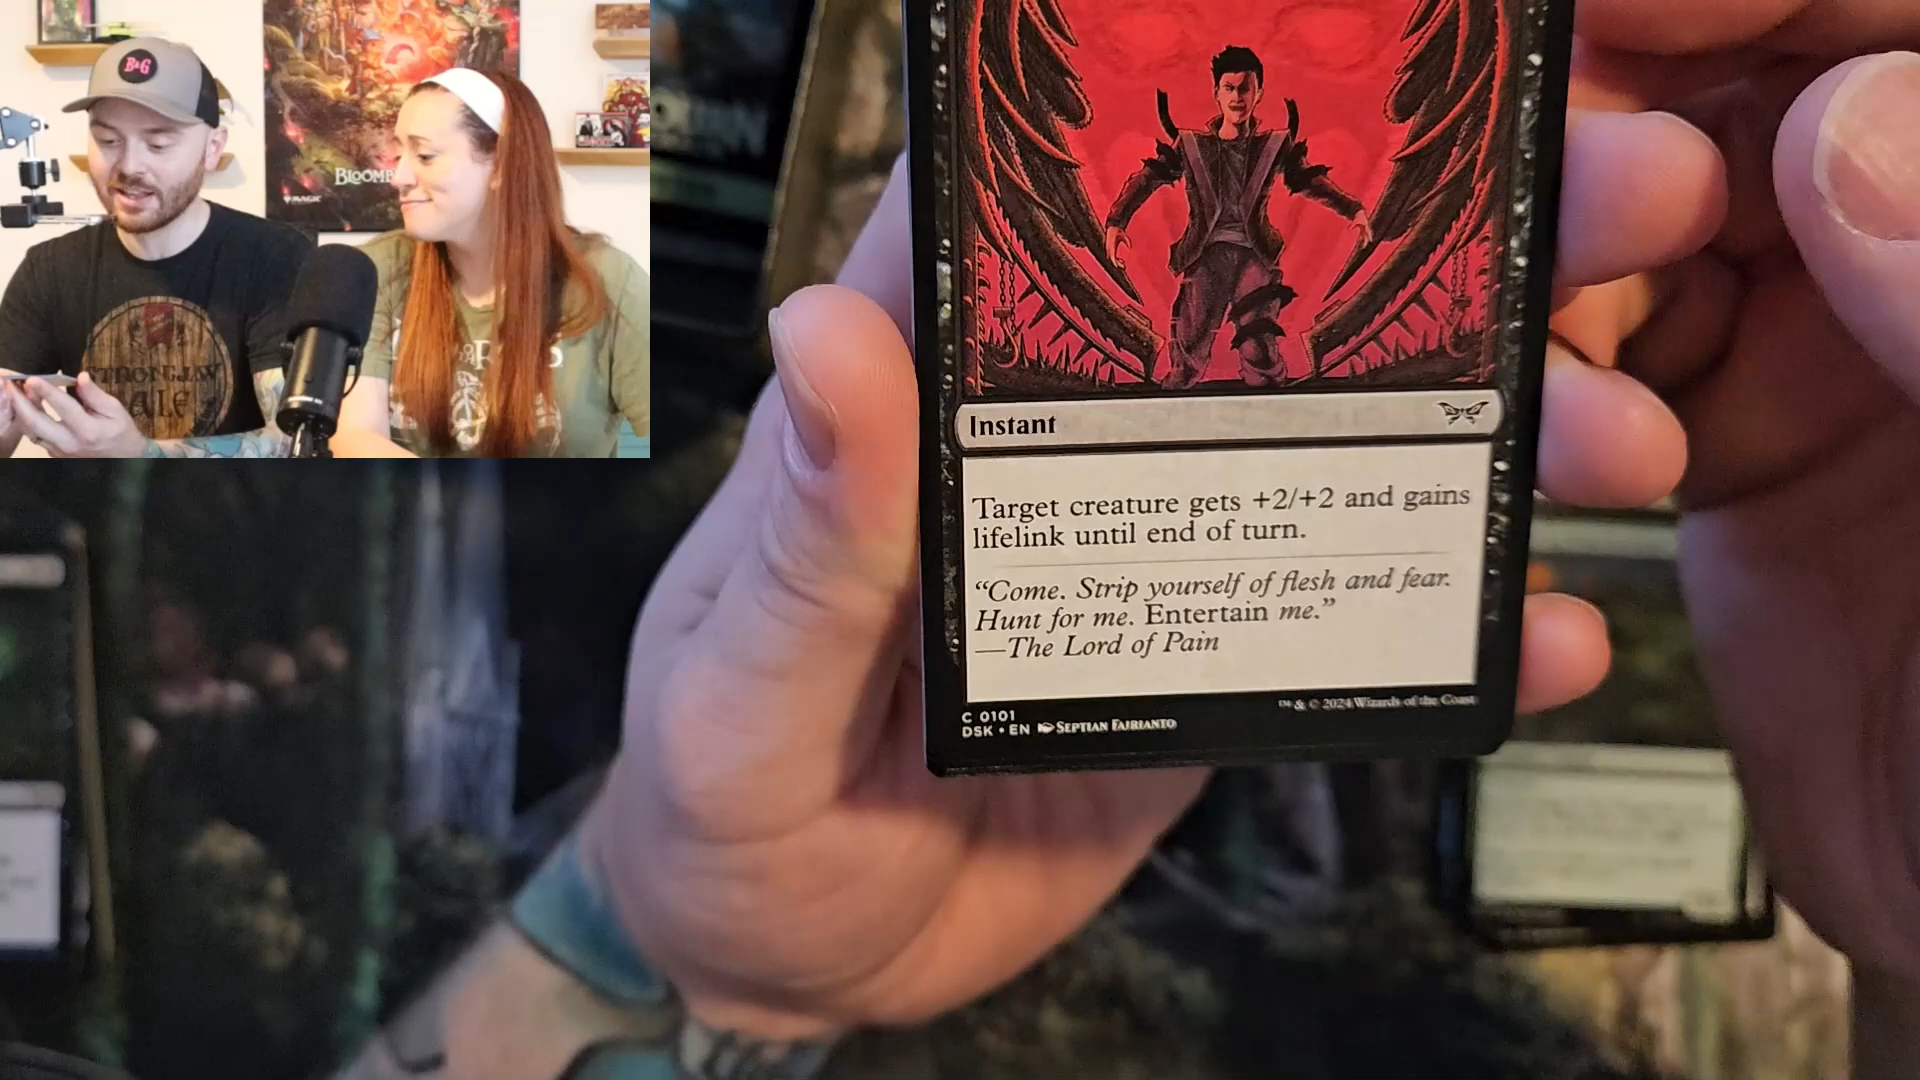 B&G
BLOOMB
MAGIC
STRONGJAW
ALE
Instant
Target creature gets +2/+2 and gains
lifelink until end of turn.
“Come. Strip yourself of flesh and fear.
Hunt for me. Entertain me.”
—The Lord of Pain
C 0101
DSK • EN SEPTIAN FAJRIANTO
™ & © 2024 Wizards of the Coast